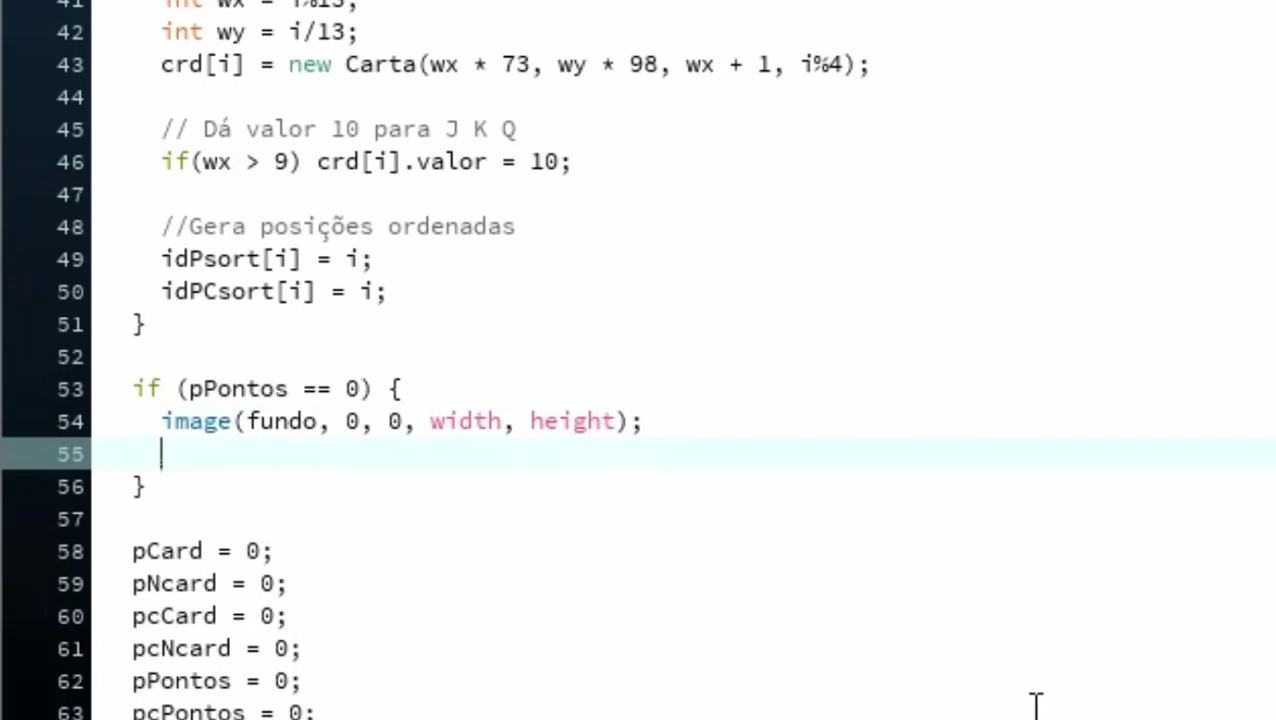 41 int wx = i%13;
42 int wy = i/13;
43 crd[i] = new Carta(wx * 73, wy * 98, wx + 1, i%4);
44
45 // Dá valor 10 para J K Q
46 if(wx > 9) crd[i].valor = 10;
47
48 //Gera posições ordenadas
49 idPsort[i] = i;
50 idPCsort[i] = i;
51 }
52
53 if (pPontos == 0) {
54 image(fundo, 0, 0, width, height);
55
56 }
57
58 pCard = 0;
59 pNcard = 0;
60 pcCard = 0;
61 pcNcard = 0;
62 pPontos = 0;
63 pcPontos = 0;